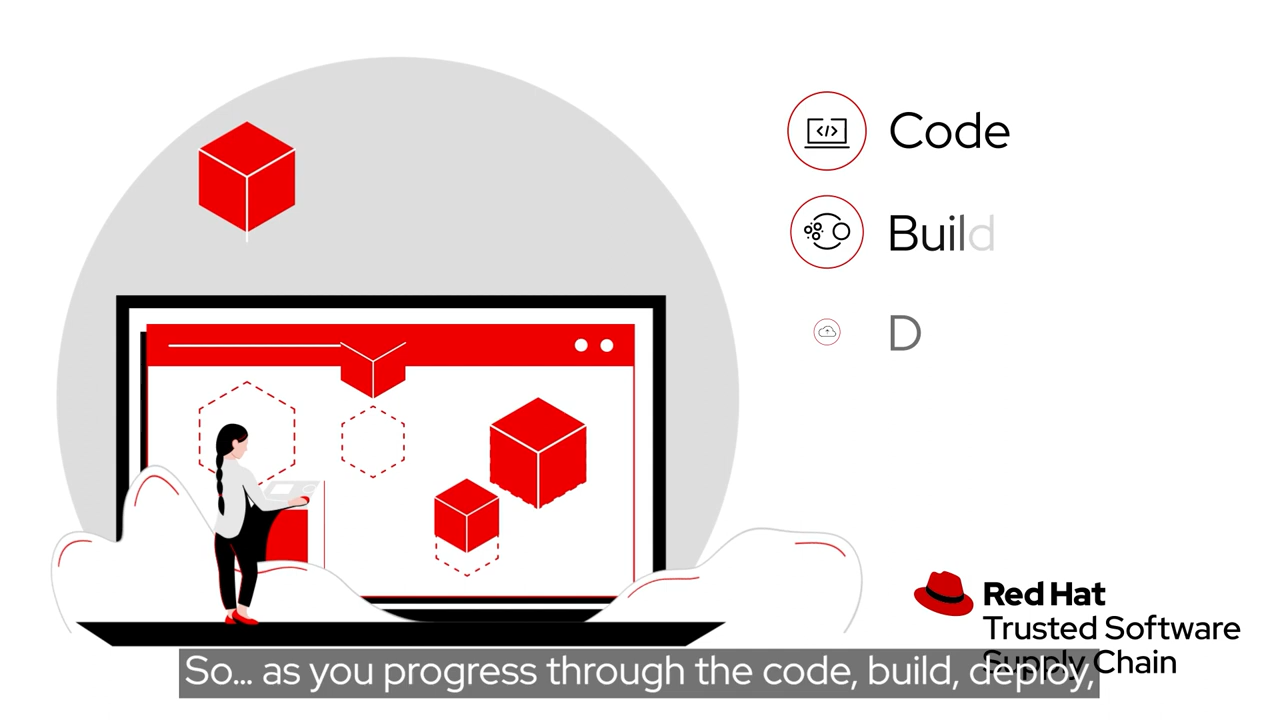 Code
Build
D
Red Hat
Trusted Software
Supply Chain
So... as you progress through the code, build, deploy,